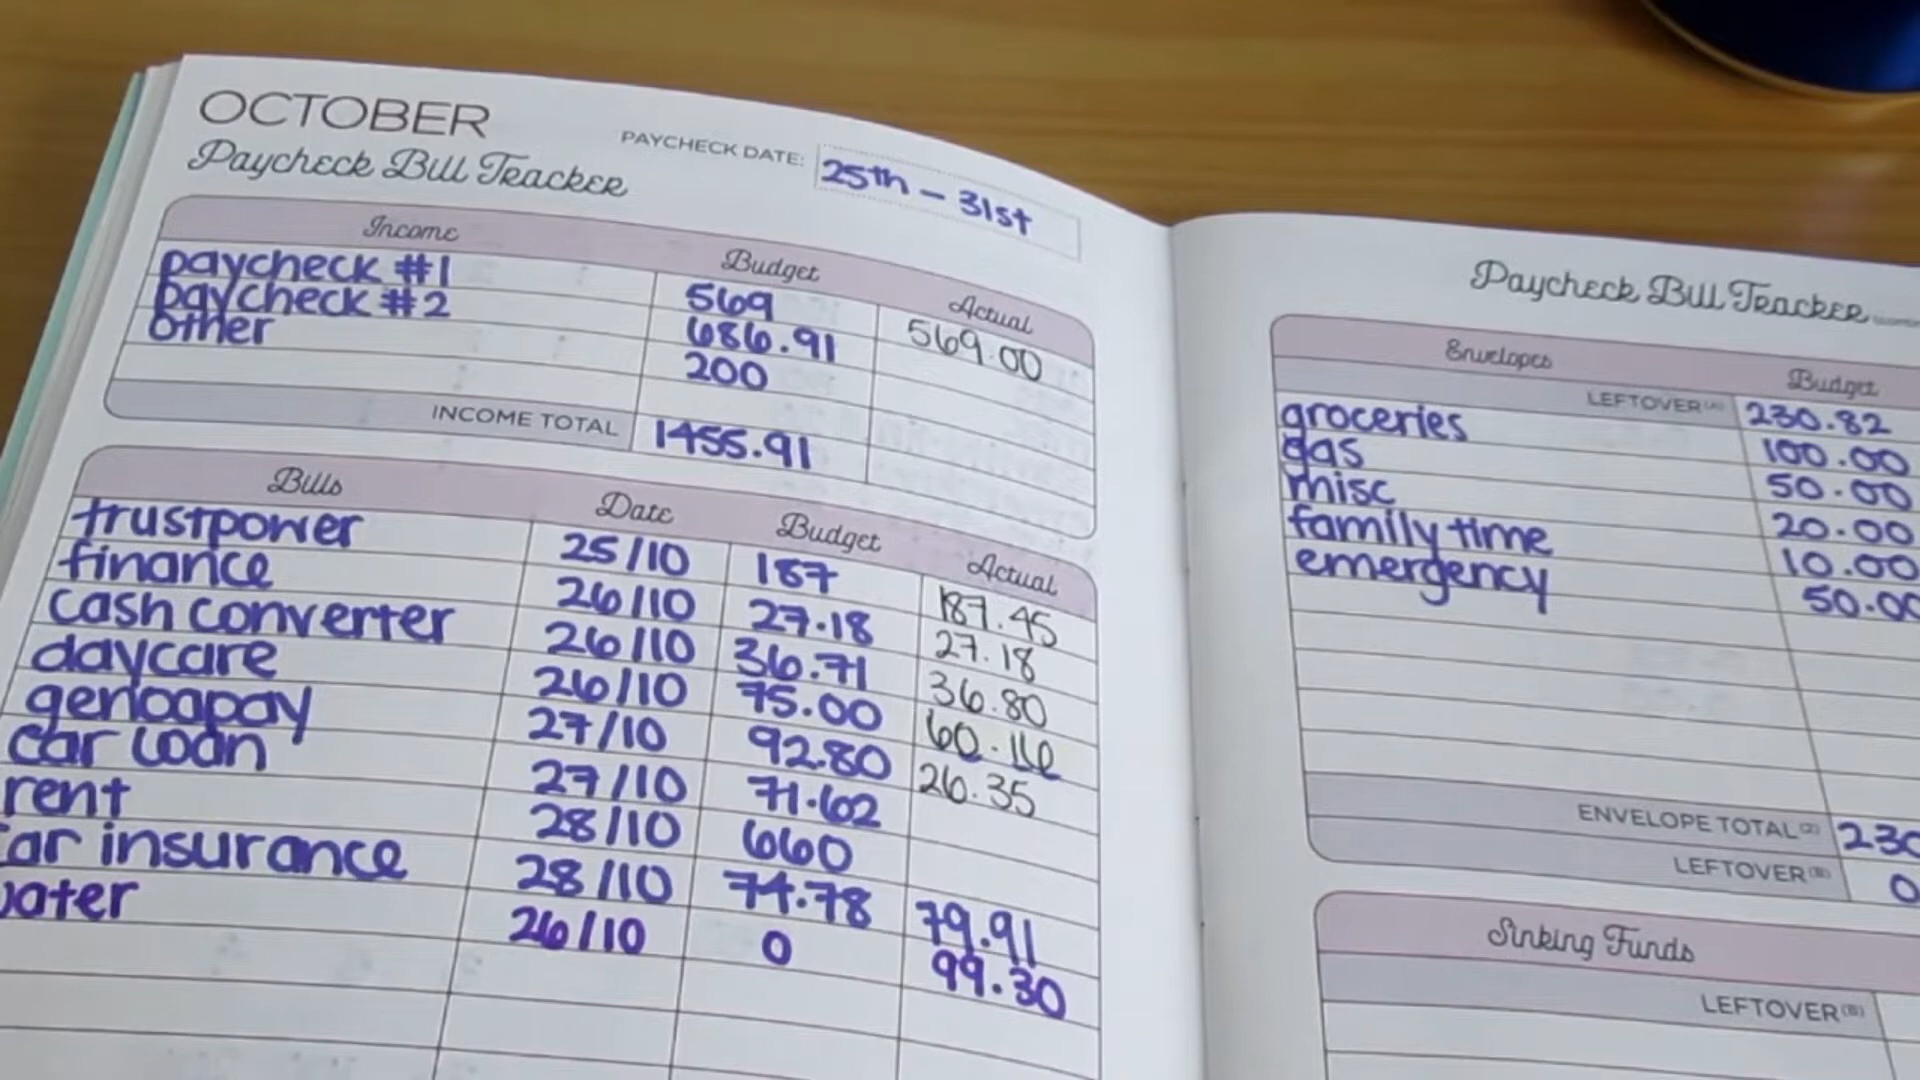 OCTOBER
Paycheck Bill Tracker
PAYCHECK DATE: 25th - 31st
Income Budget Actual
paycheck #1 569 569.00
paycheck #2 686.91
other 200
INCOME TOTAL 1455.91
Bills Date Budget Actual
trustpower 25/10 187 187.45
finance 26/10 27.18 27.18
cash converter 26/10 36.71 36.80
daycare 26/10 75.00 60.16
genoapay 27/10 92.80 26.35
car loan 27/10 71.62
rent 28/10 660
car insurance 28/10 74.78 79.91
water 26/10 0 99.30
Paycheck Bill Tracker
Envelopes Budget
LEFTOVER (A) 230.82
groceries 100.00
gas 50.00
misc 20.00
family time 10.00
emergency 50.00
ENVELOPE TOTAL (2) 230
LEFTOVER (B) 0
Sinking Funds
LEFTOVER (B)